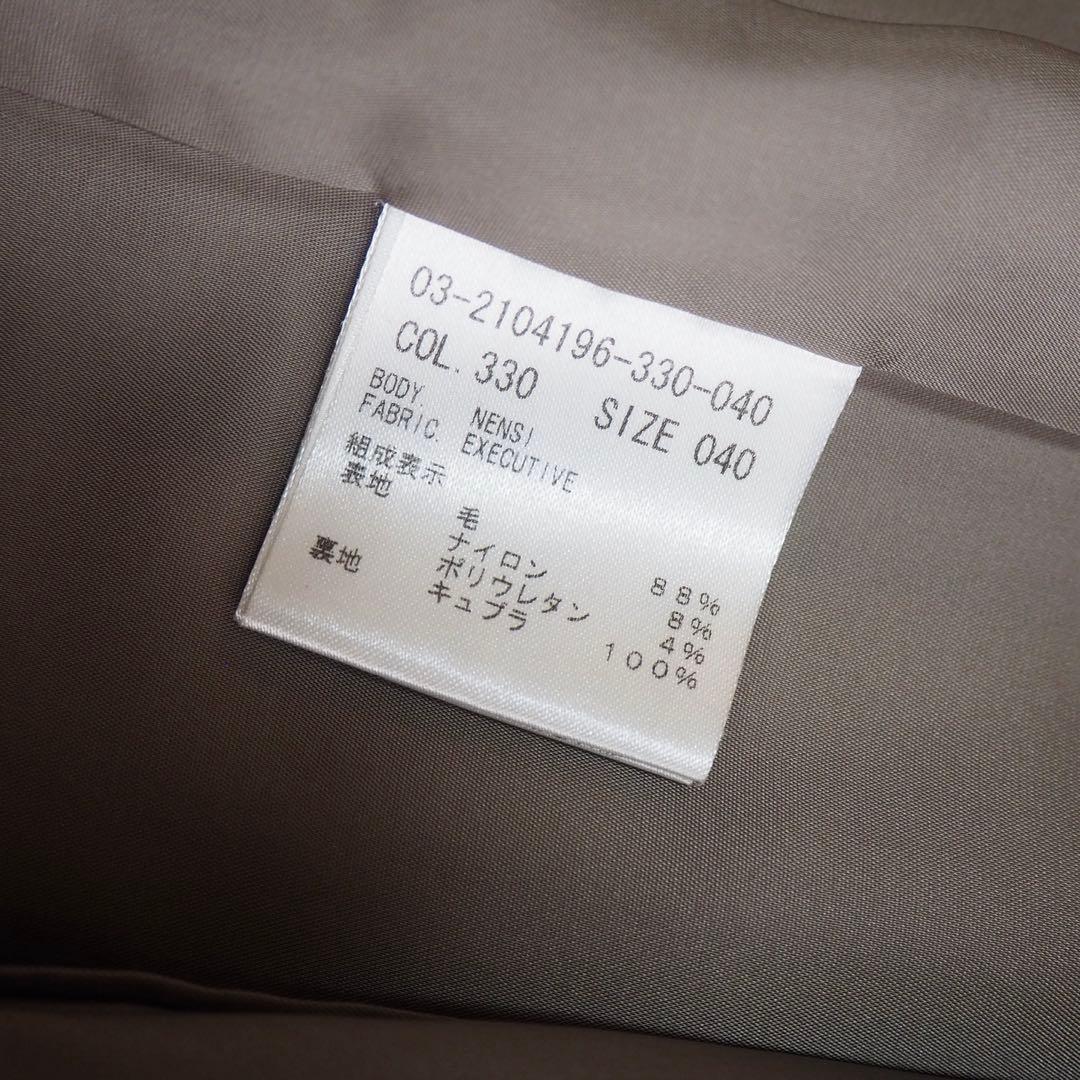 03-2104196-330-040
COL. 330 SIZE 040
BODY. NENSI
FABRIC. EXECUTIVE
組成表示
表地 毛 88%
ナイロン 8%
ポリウレタン 4%
裏地 キュプラ 100%